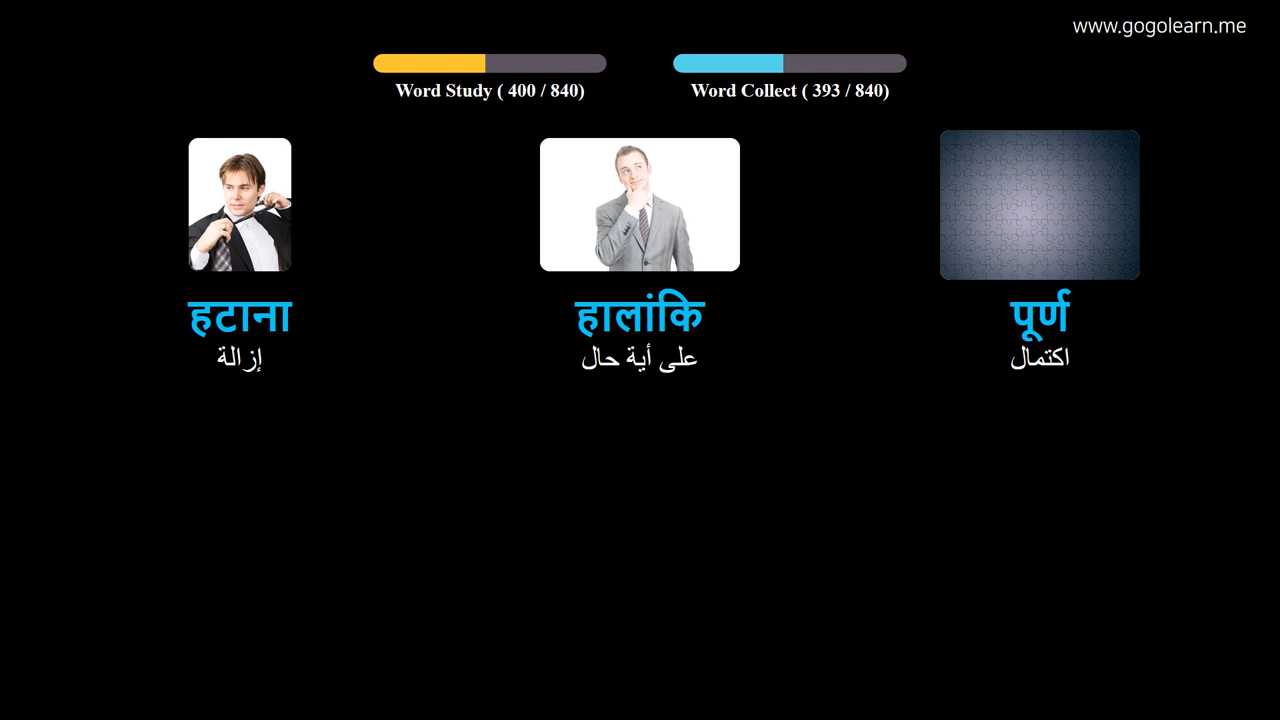 www.gogolearn.me
Word Study ( 400 / 840)
Word Collect ( 393 / 840)
हटाना
إزالة
हालांकि
على أية حال
पूर्ण
اكتمال